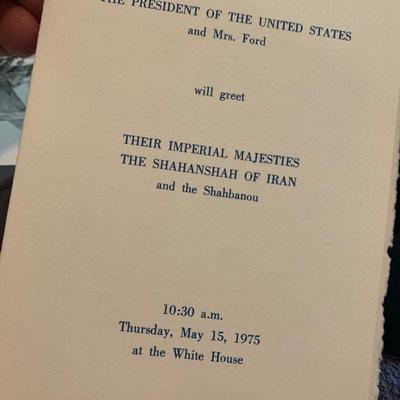 THE PRESIDENT OF THE UNITED STATES
and Mrs. Ford
will greet
THEIR IMPERIAL MAJESTIES
THE SHAHANSHAH OF IRAN
and the Shahbanou
10:30 a.m.
Thursday, May 15, 1975
at the White House